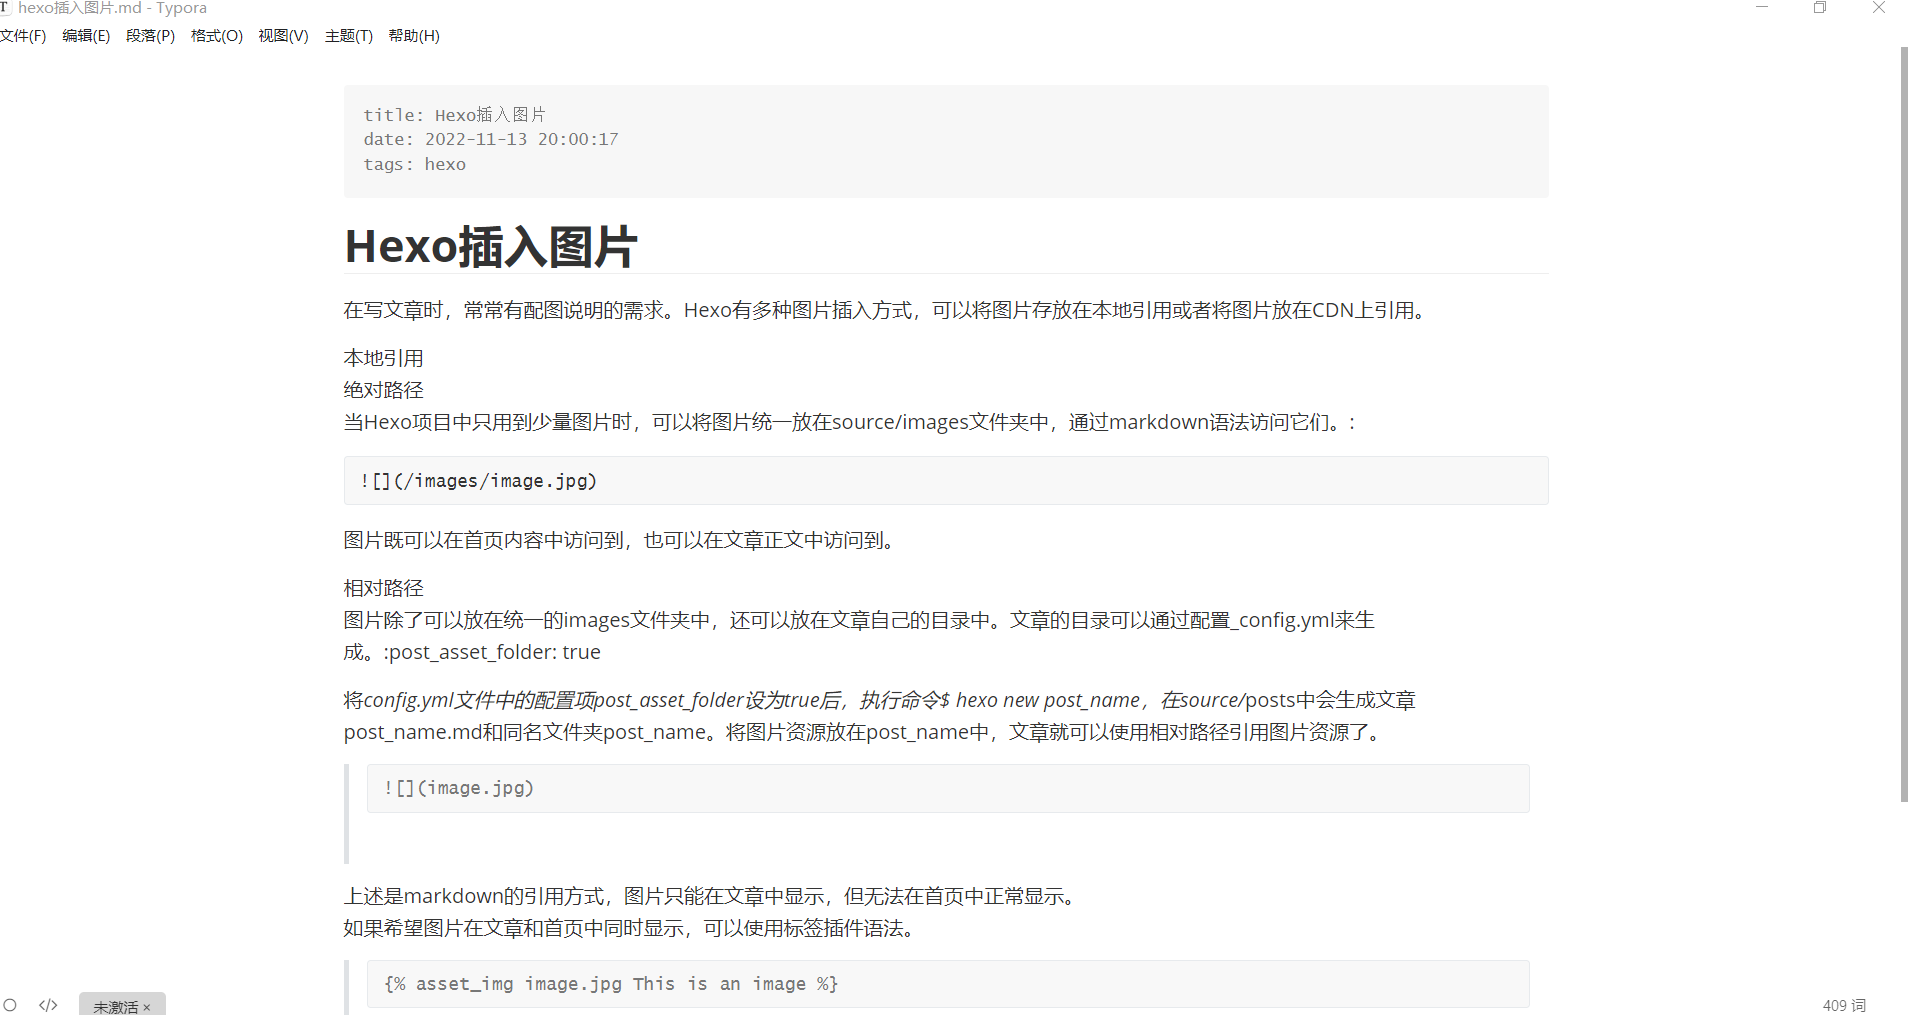 hexo插入图片.md - Typora
文件(F) 编辑(E) 段落(P) 格式(O) 视图(V) 主题(T) 帮助(H)
title: Hexo插入图片
date: 2022-11-13 20:00:17
tags: hexo
Hexo插入图片
在写文章时，常常有配图说明的需求。Hexo有多种图片插入方式，可以将图片存放在本地引用或者将图片放在CDN上引用。
本地引用
绝对路径
当Hexo项目中只用到少量图片时，可以将图片统一放在source/images文件夹中，通过markdown语法访问它们。:
![](/images/image.jpg)
图片既可以在首页内容中访问到，也可以在文章正文中访问到。
相对路径
图片除了可以放在统一的images文件夹中，还可以放在文章自己的目录中。文章的目录可以通过配置_config.yml来生
成。:post_asset_folder: true
将config.yml文件中的配置项post_asset_folder设为true后，执行命令$ hexo new post_name，在source/posts中会生成文章
post_name.md和同名文件夹post_name。将图片资源放在post_name中，文章就可以使用相对路径引用图片资源了。
![](image.jpg)
上述是markdown的引用方式，图片只能在文章中显示，但无法在首页中正常显示。
如果希望图片在文章和首页中同时显示，可以使用标签插件语法。
{% asset_img image.jpg This is an image %}
</> 未激活 × 409 词